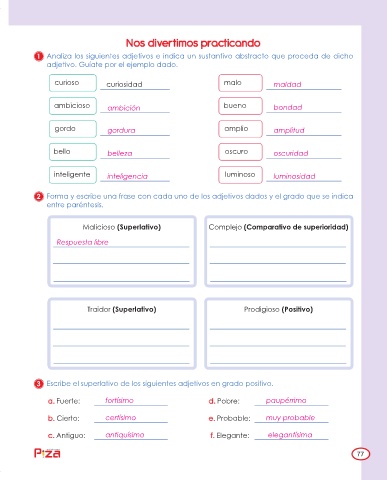 Nos divertimos practicando
1 Analiza los siguientes adjetivos e indica un sustantivo abstracto que proceda de dicho
adjetivo. Guíate por el ejemplo dado.
curioso curiosidad malo maldad
ambicioso ambición bueno bondad
gordo gordura amplio amplitud
bello belleza oscuro oscuridad
inteligente inteligencia luminoso luminosidad
2 Forma y escribe una frase con cada uno de los adjetivos dados y el grado que se indica
entre paréntesis.
Malicioso (Superlativo) Complejo (Comparativo de superioridad)
Respuesta libre
Traidor (Superlativo) Prodigioso (Positivo)
3 Escribe el superlativo de los siguientes adjetivos en grado positivo.
a. Fuerte: fortísimo d. Pobre: paupérrimo
b. Cierto: certísimo e. Probable: muy probable
c. Antiguo: antiquísimo f. Elegante: elegantísima
Piza
77